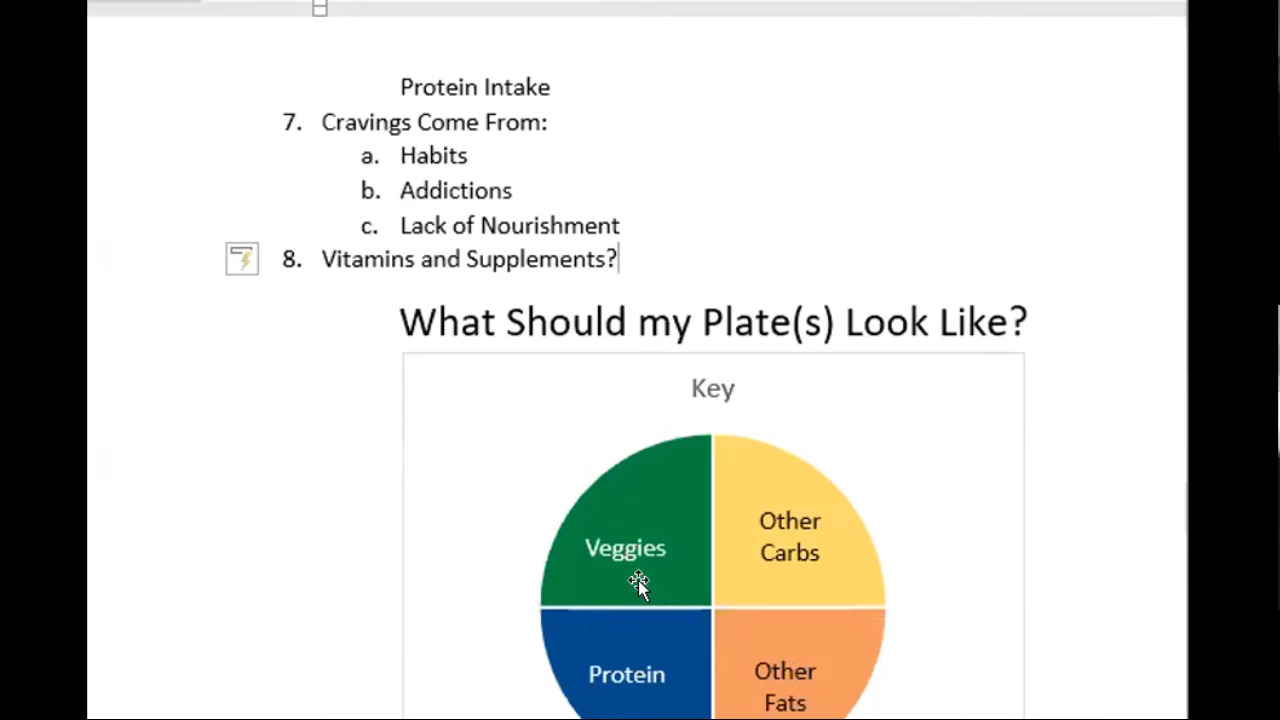 Protein Intake
7. Cravings Come From:
a. Habits
b. Addictions
c. Lack of Nourishment
8. Vitamins and Supplements?
What Should my Plate(s) Look Like?
Key
Veggies
Other
Carbs
Protein
Other
Fats